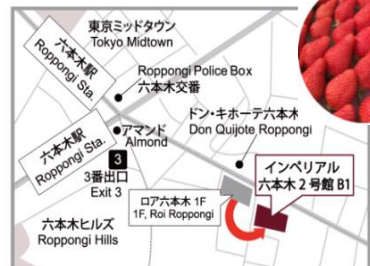 東京ミッドタウン
Tokyo Midtown
六本木駅
Roppongi Sta.
Roppongi Police Box
六本木交番
ドン・キホーテ六本木
Don Quijote Roppongi
六本木駅
Roppongi Sta.
アマンド
Almond
3
3番出口
Exit 3
インペリアル
六本木2号館 B1
ロア六本木 1F
1F, Roi Roppongi
六本木ヒルズ
Roppongi Hills